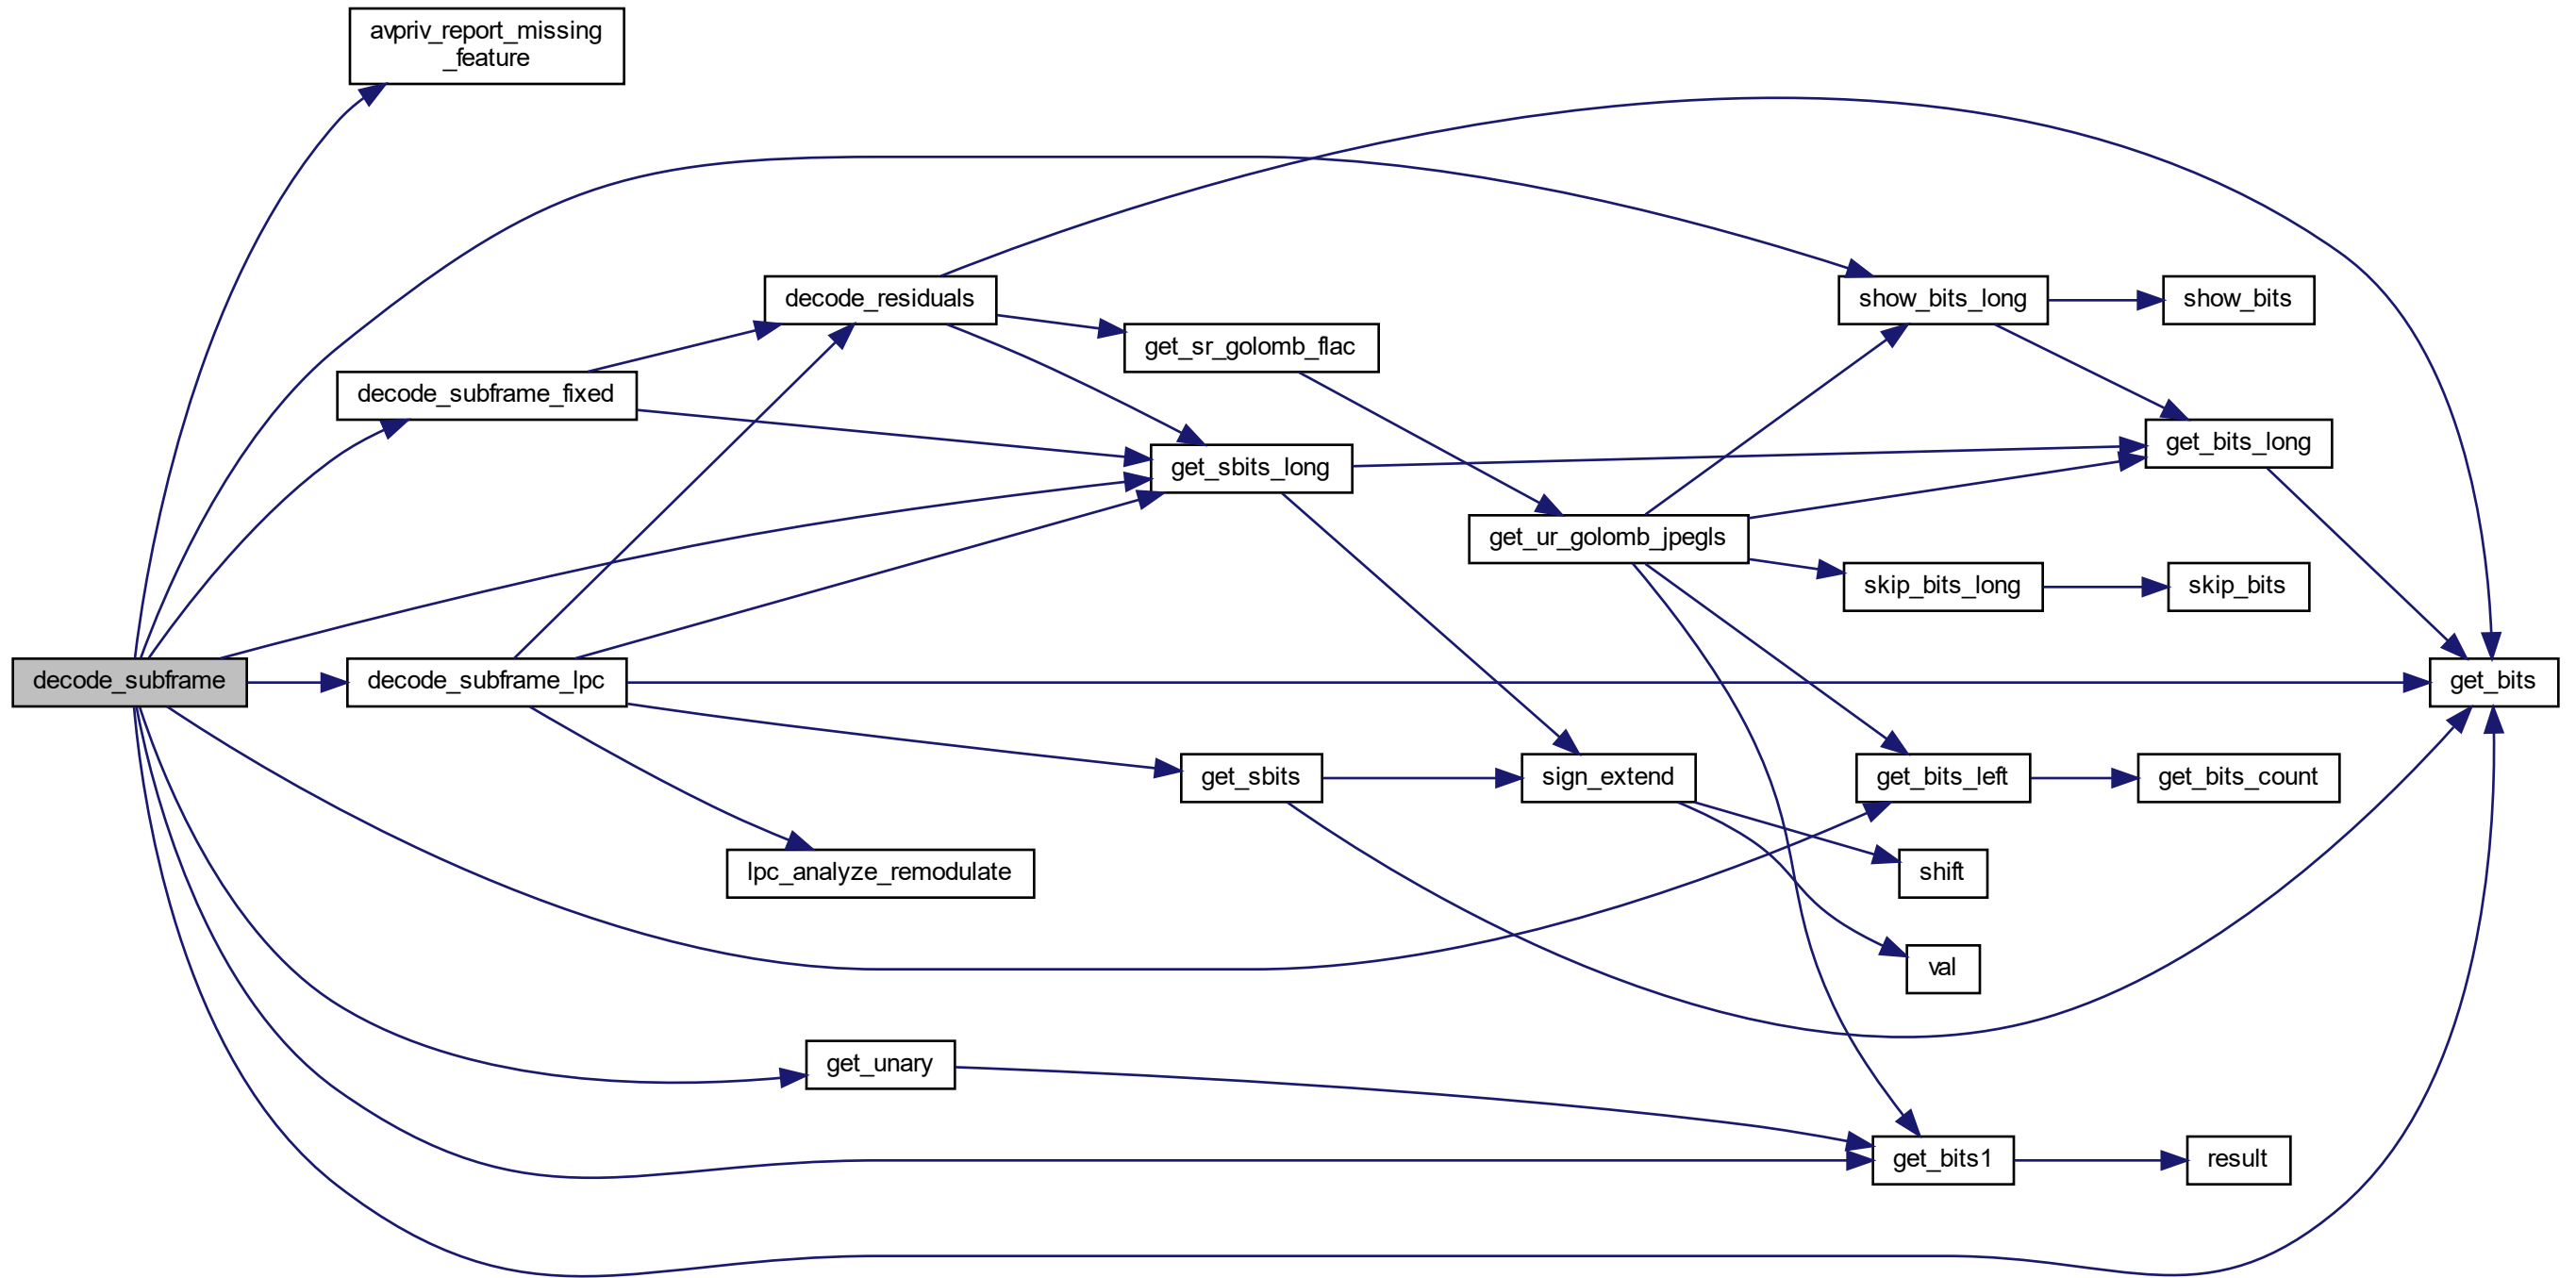 avpriv_report_missing
_feature
decode_residuals
show_bits_long
show_bits
get_sr_golomb_flac
decode_subframe_fixed
get_sbits_long
get_bits_long
get_ur_golomb_jpegls
skip_bits_long
skip_bits
decode_subframe
decode_subframe_lpc
get_bits
get_sbits
sign_extend
get_bits_left
get_bits_count
lpc_analyze_remodulate
shift
val
get_unary
get_bits1
result